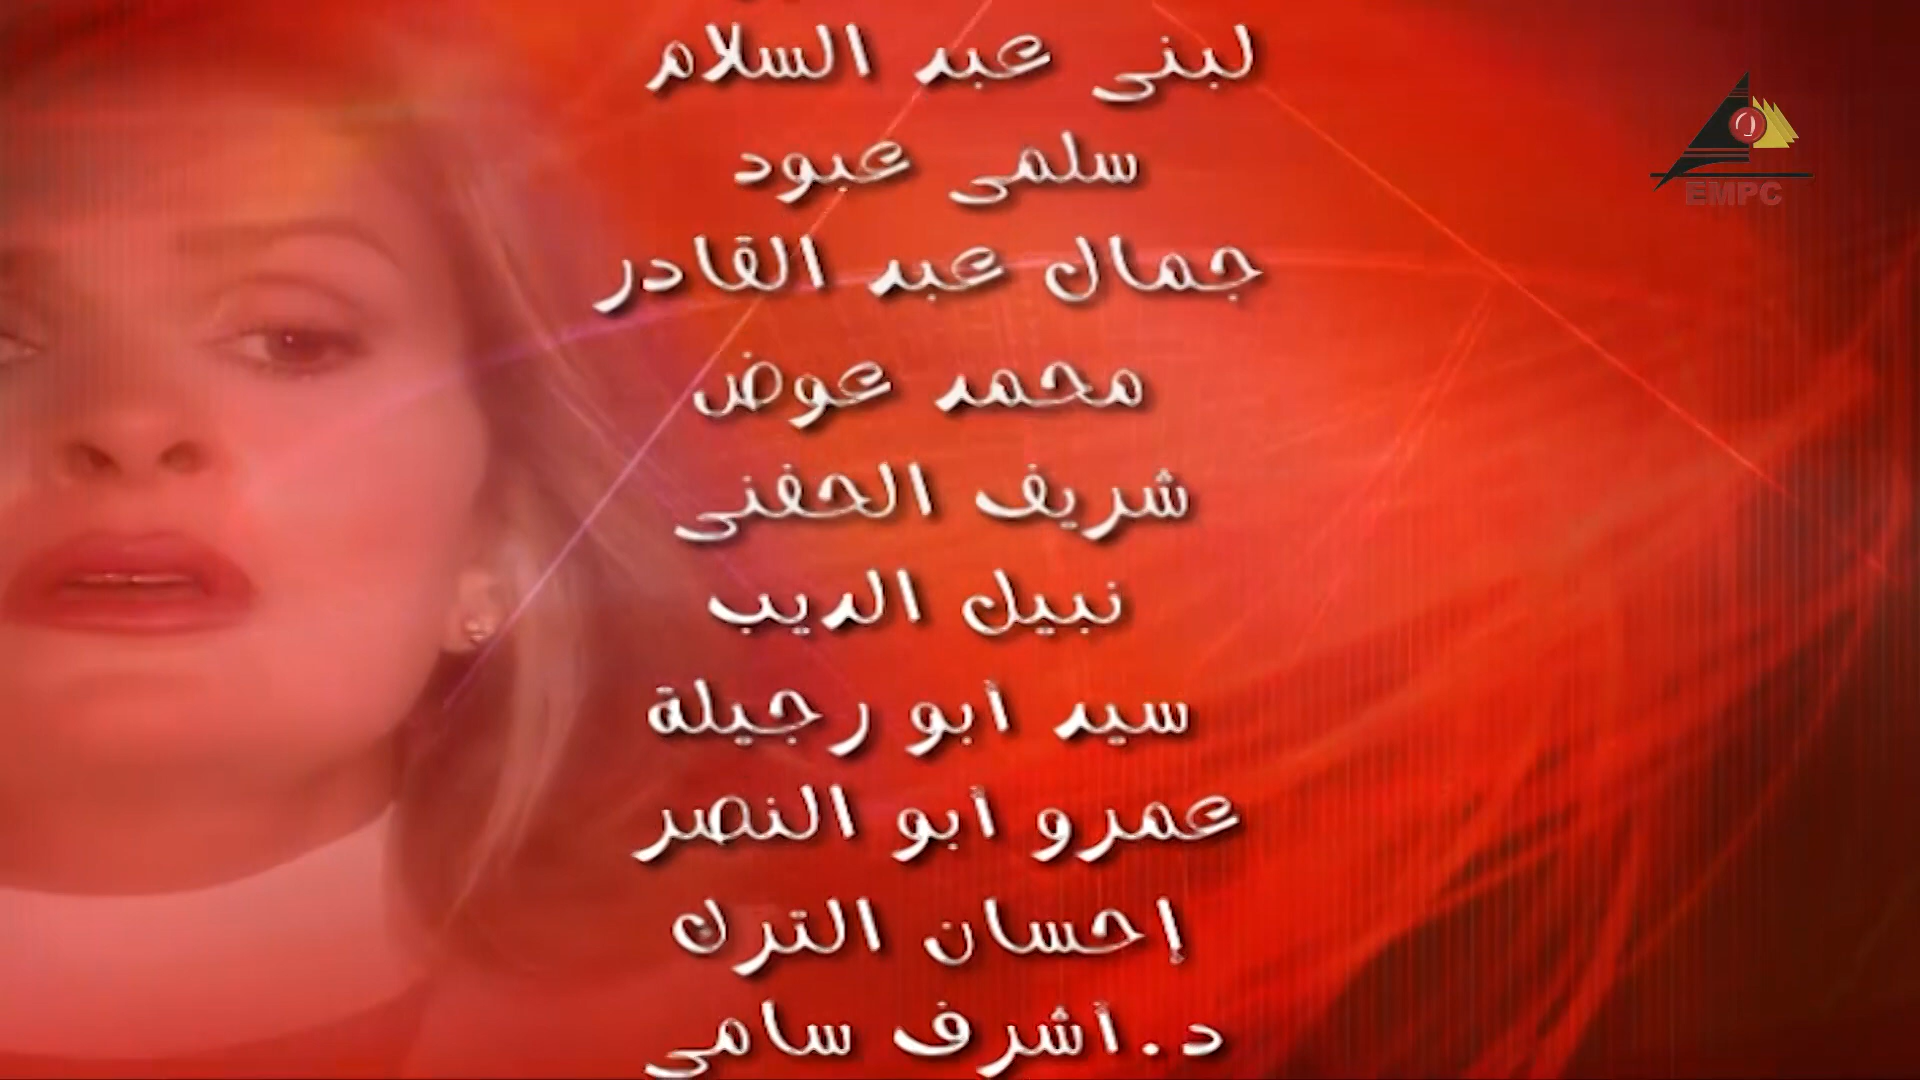 لبنى عبد السلام
سلمى عبود
جمال عبد القادر
محمد عوض
شريف الحفنى
نبيل الديب
سيد أبو رجيلة
عمرو أبو النصر
إحسان الترك
د.أشرف سامى
EMPC